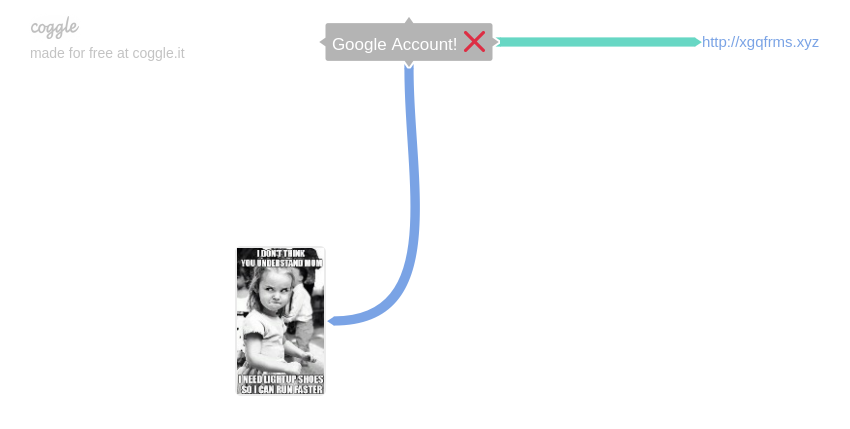 coggle
made for free at coggle.it
Google Account! ❌
http://xgqfrms.xyz
I DON'T THINK
YOU UNDERSTAND MOM
I NEED LIGHT UP SHOES
SO I CAN RUN FASTER